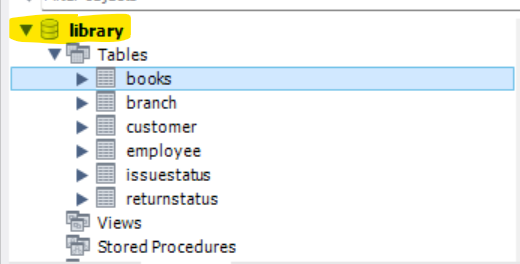 library
Tables
books
branch
customer
employee
issuestatus
returnstatus
Views
Stored Procedures